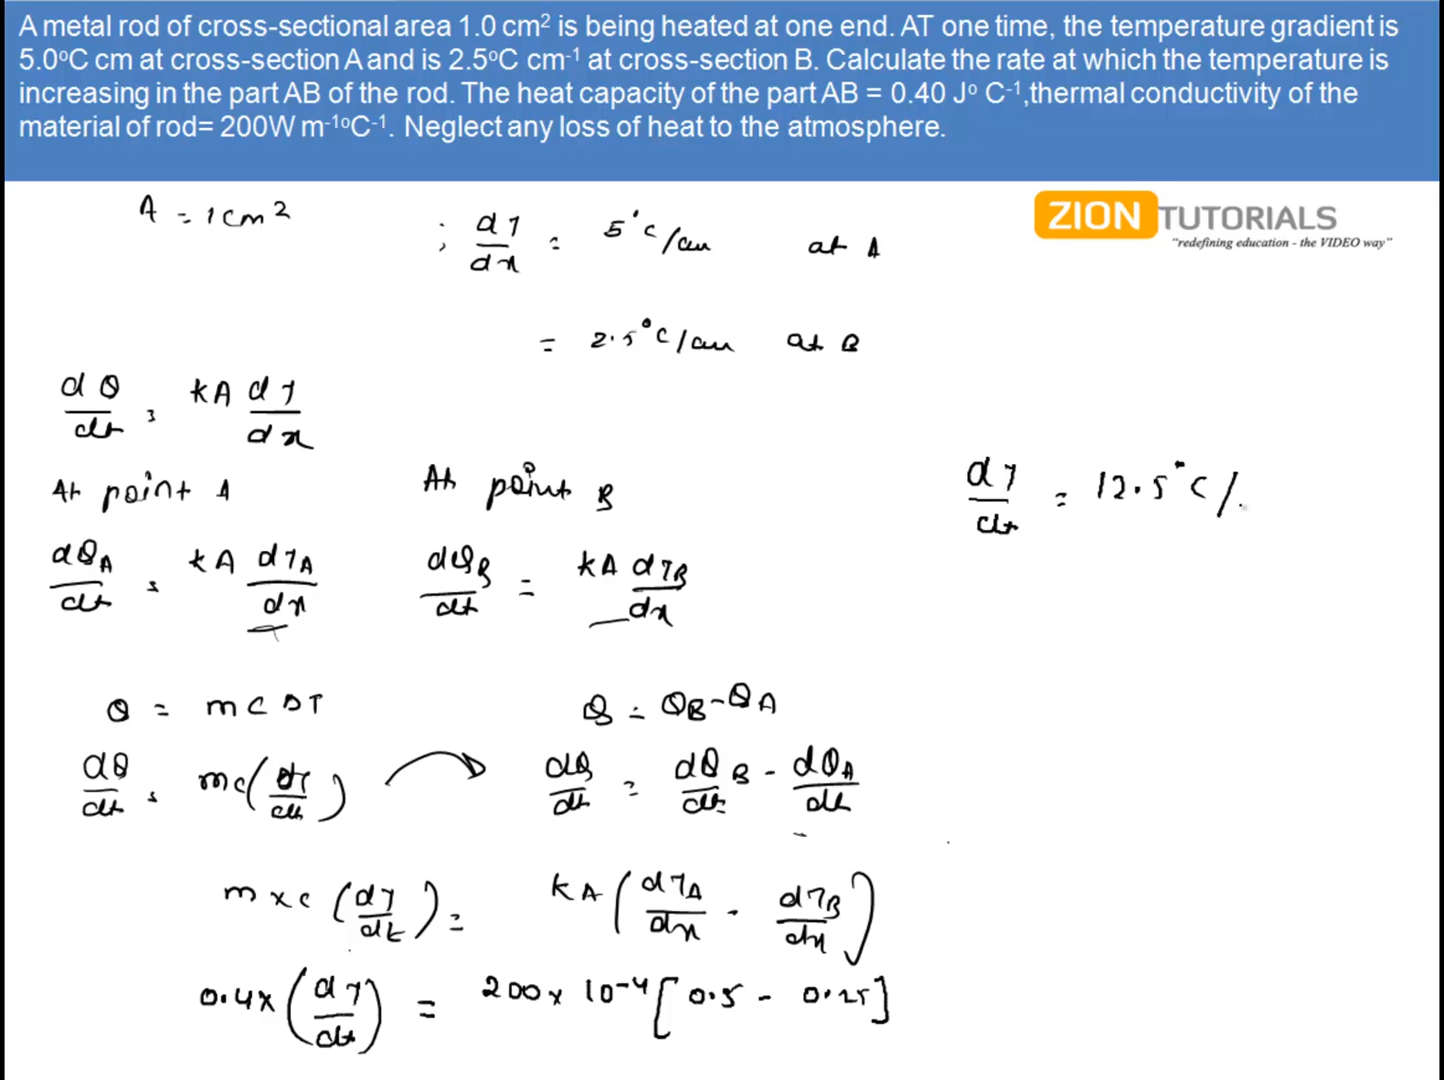 A metal rod of cross-sectional area 1.0 cm² is being heated at one end. AT one time, the temperature gradient is
5.0ºC cm at cross-section A and is 2.5ºC cm⁻¹ at cross-section B. Calculate the rate at which the temperature is
increasing in the part AB of the rod. The heat capacity of the part AB = 0.40 Jº C⁻¹,thermal conductivity of the
material of rod= 200W m⁻¹ºC⁻¹. Neglect any loss of heat to the atmosphere.
A = 1 cm² ; dT/dx = 5°C/cm at A
ZION TUTORIALS
"redefining education - the VIDEO way"
= 2.5°C/cm at B
dQ/dt = kA dT/dx
At point A At point B
dT/dt = 12.5°C/
dQA/dt = kA dTA/dx dQB/dt = kA dTB/dx
Q = mCΔT Q = QB-QA
dQ/dt = mc(dT/dt) dQ/dt = dQB/dt - dQA/dt
m×c (dT/dt) = kA (dTA/dx - dTB/dx)
0.4× (dT/dt) = 200× 10⁻⁴ [0.5 - 0.25]